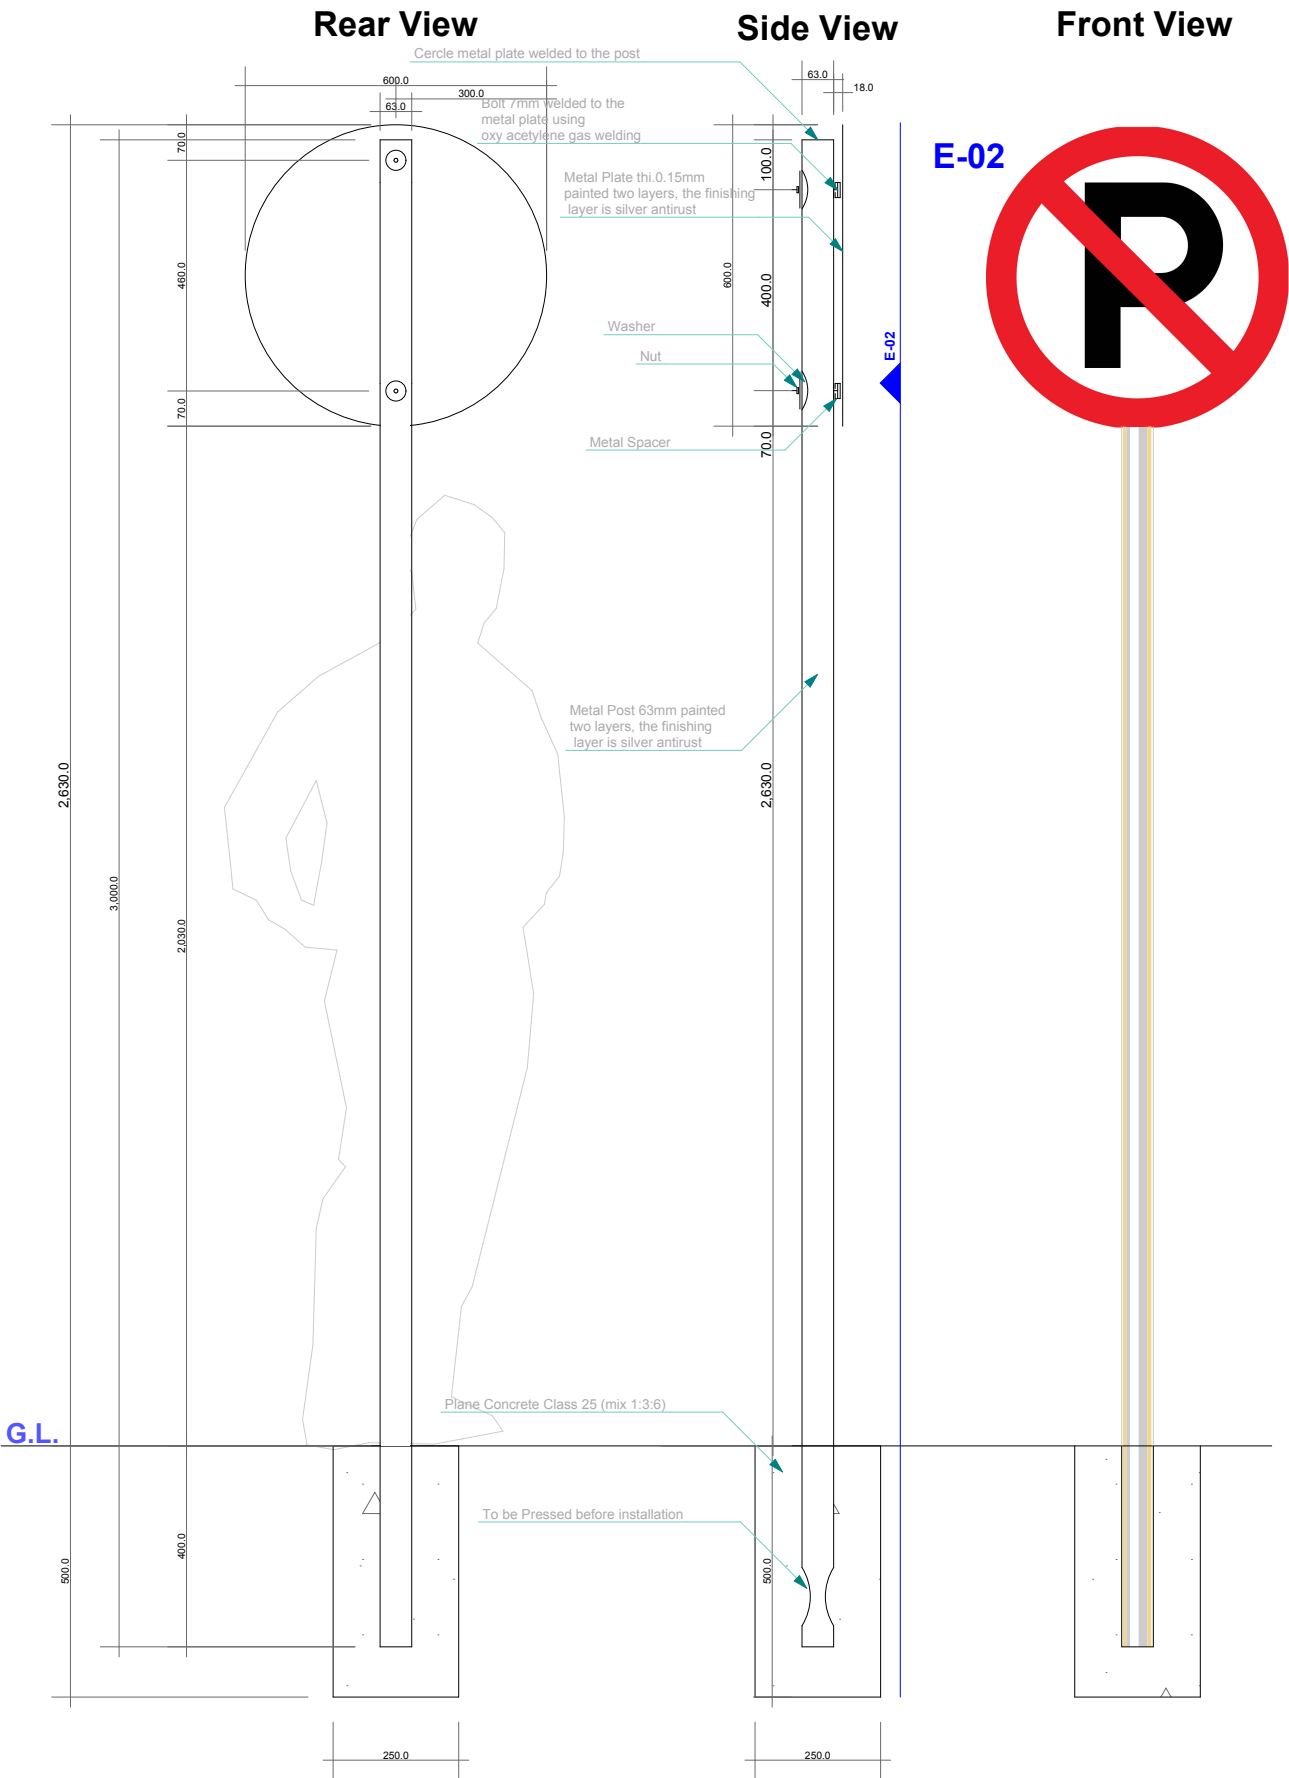 Rear View
Side View
Front View
Cercle metal plate welded to the post
600.0
300.0
63.0
63.0
18.0
Bolt 7mm welded to the
metal plate using
oxy acetylene gas welding
E-02
70.0
100.0
Metal Plate thi.0.15mm
painted two layers, the finishing
layer is silver antirust
P
460.0
600.0
400.0
Washer
Nut
E-02
70.0
70.0
Metal Spacer
Metal Post 63mm painted
two layers, the finishing
layer is silver antirust
2,630.0
2,630.0
3,000.0
2,030.0
Plane Concrete Class 25 (mix 1:3:6)
G.L.
To be Pressed before installation
400.0
500.0
500.0
250.0
250.0